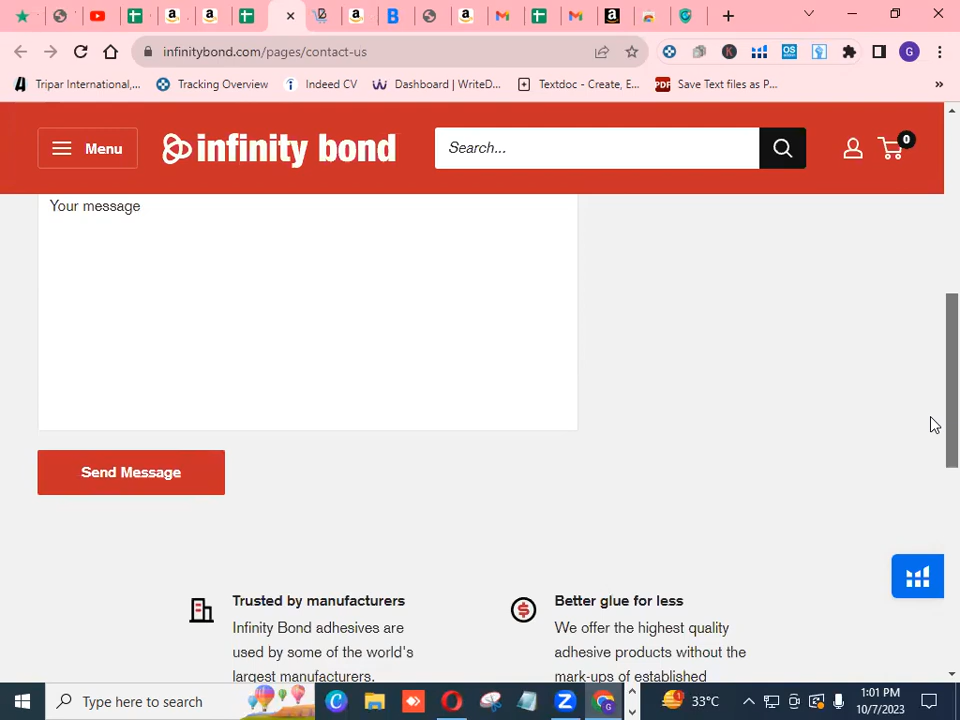 infinitybond.com/pages/contact-us
G
Tripar International,...
Tracking Overview
Indeed CV
Dashboard | WriteD...
Textdoc - Create, E...
Save Text files as P...
»
Menu
infinity bond
Search...
0
Your message
Send Message
Trusted by manufacturers
Infinity Bond adhesives are
used by some of the world's
largest manufacturers.
Better glue for less
We offer the highest quality
adhesive products without the
mark-ups of established
Type here to search
33°C
1:01 PM
10/7/2023